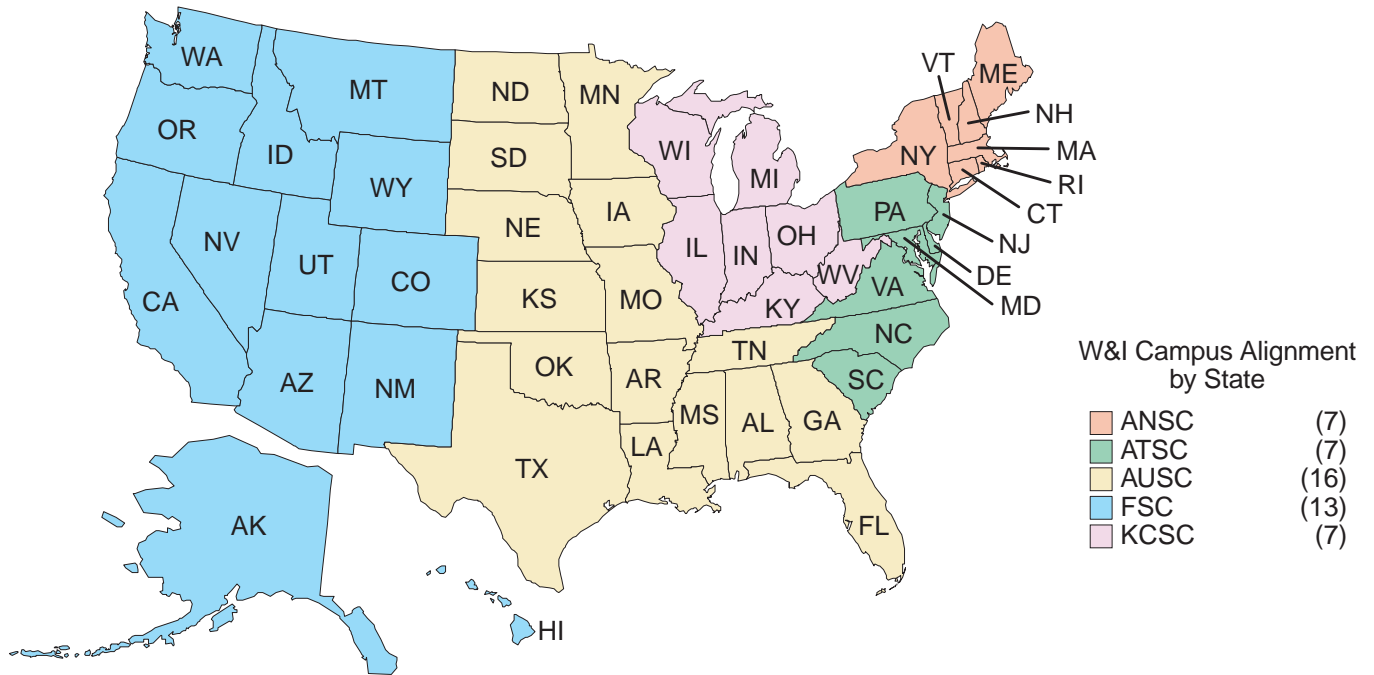 WA
MT
ND
MN
VT
ME
OR
ID
SD
WI
NH
WY
MI
NY
MA
RI
NV
UT
CO
NE
IA
IL
IN
OH
PA
CT
NJ
CA
KS
MO
KY
WV
VA
DE
MD
AZ
NM
OK
AR
TN
NC
SC
TX
LA
MS
AL
GA
FL
AK
HI
W&I Campus Alignment
by State
ANSC (7)
ATSC (7)
AUSC (16)
FSC (13)
KCSC (7)